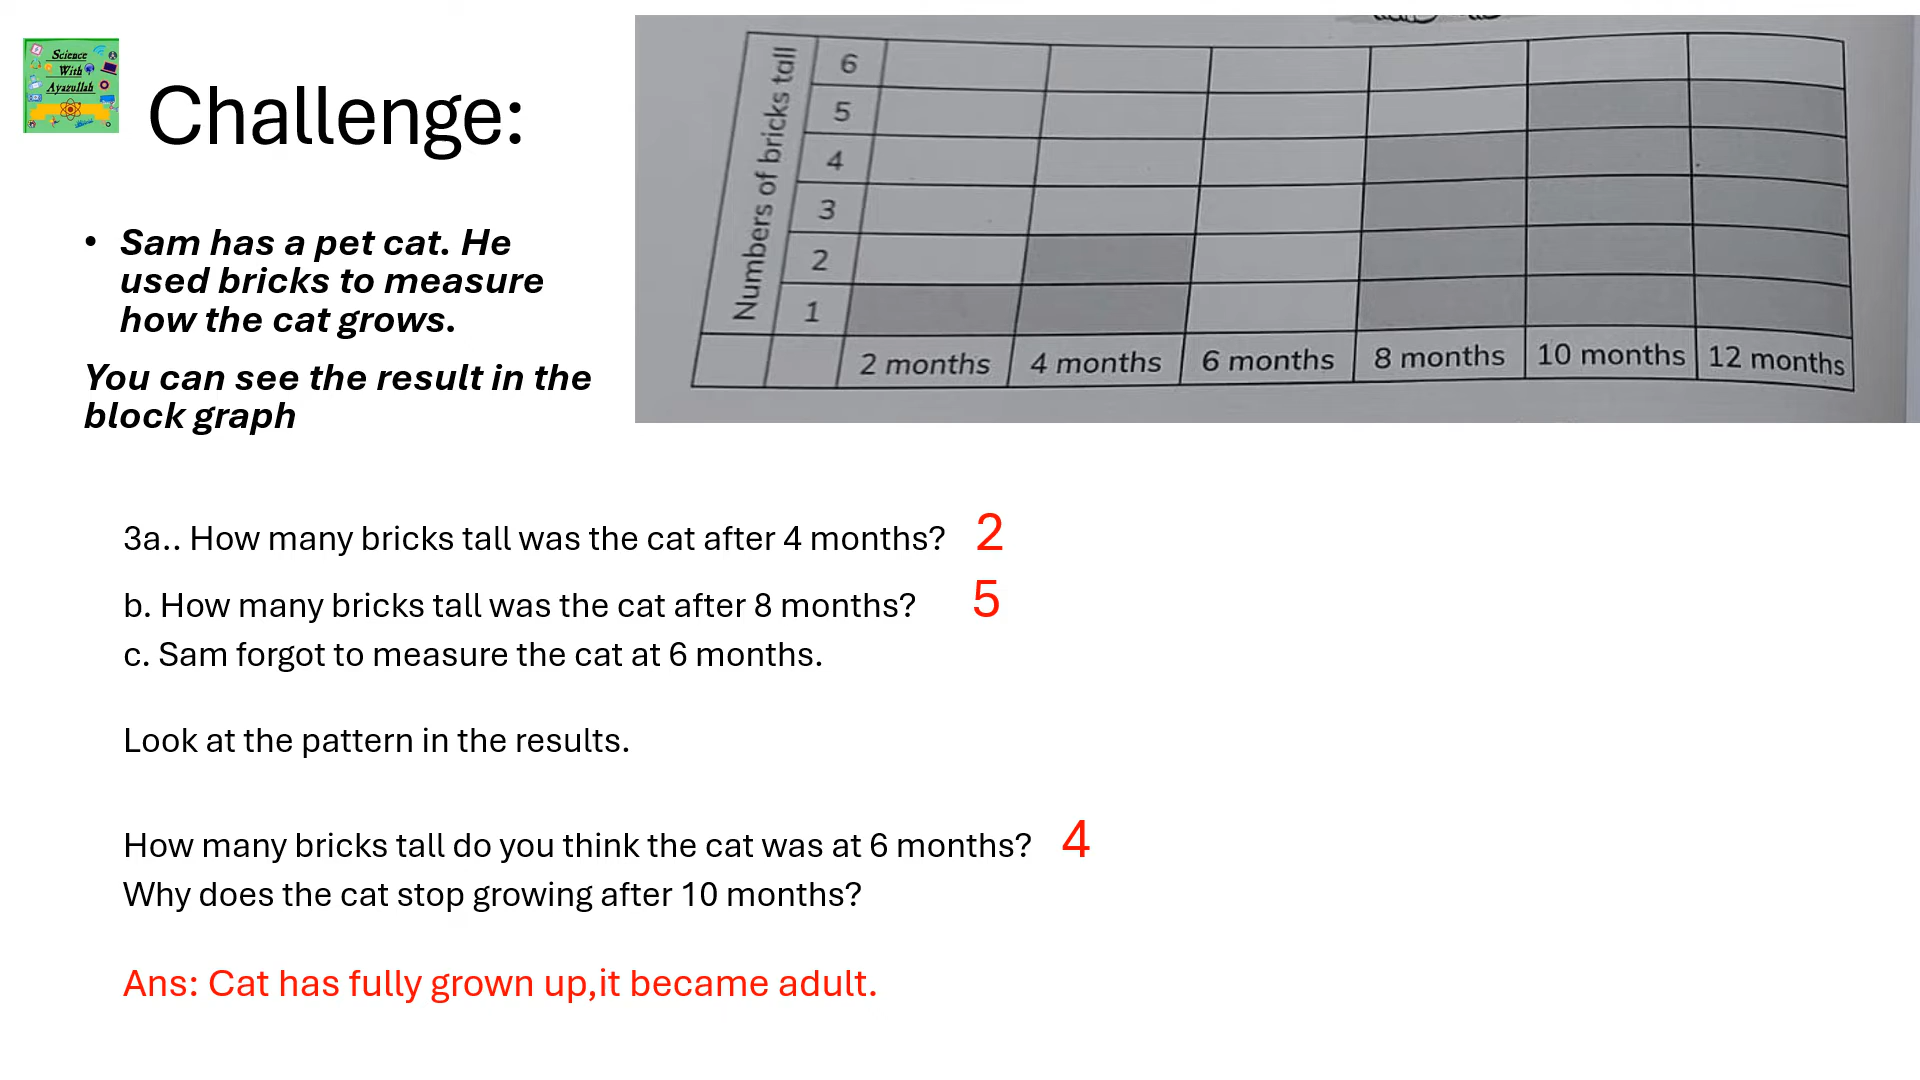 Science
With
Ayazullah
Challenge:
• Sam has a pet cat. He
used bricks to measure
how the cat grows.
You can see the result in the
block graph
Numbers of bricks tall
6
5
4
3
2
1
2 months 4 months 6 months 8 months 10 months 12 months
3a.. How many bricks tall was the cat after 4 months? 2
b. How many bricks tall was the cat after 8 months? 5
c. Sam forgot to measure the cat at 6 months.
Look at the pattern in the results.
How many bricks tall do you think the cat was at 6 months? 4
Why does the cat stop growing after 10 months?
Ans: Cat has fully grown up,it became adult.